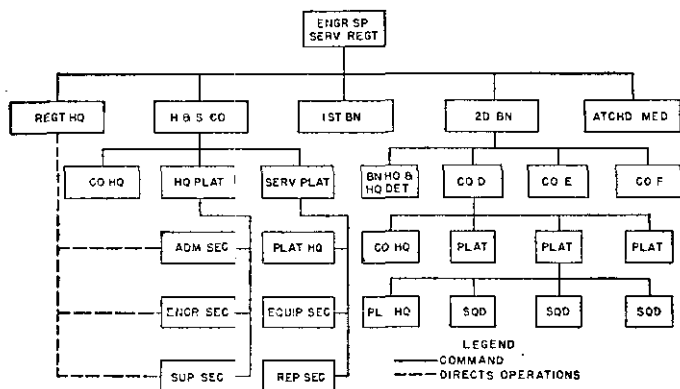 ENGR SP
SERV REGT
REGT HQ
H & S CO
1ST BN
2D BN
ATCHD MED
CO HQ
HQ PLAT
SERV PLAT
BN HQ &
HQ DET
CO D
CO E
CO F
ADM SEC
PLAT HQ
CO HQ
PLAT
PLAT
PLAT
ENGR SEC
EQUIP SEC
PL HQ
SQD
SQD
SQD
SUP SEC
REP SEC
LEGEND
COMMAND
DIRECTS OPERATIONS